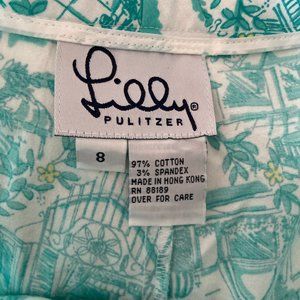 Lilly®
PULITZER
8
97% COTTON
3% SPANDEX
MADE IN HONG KONG
RN 88189
OVER FOR CARE